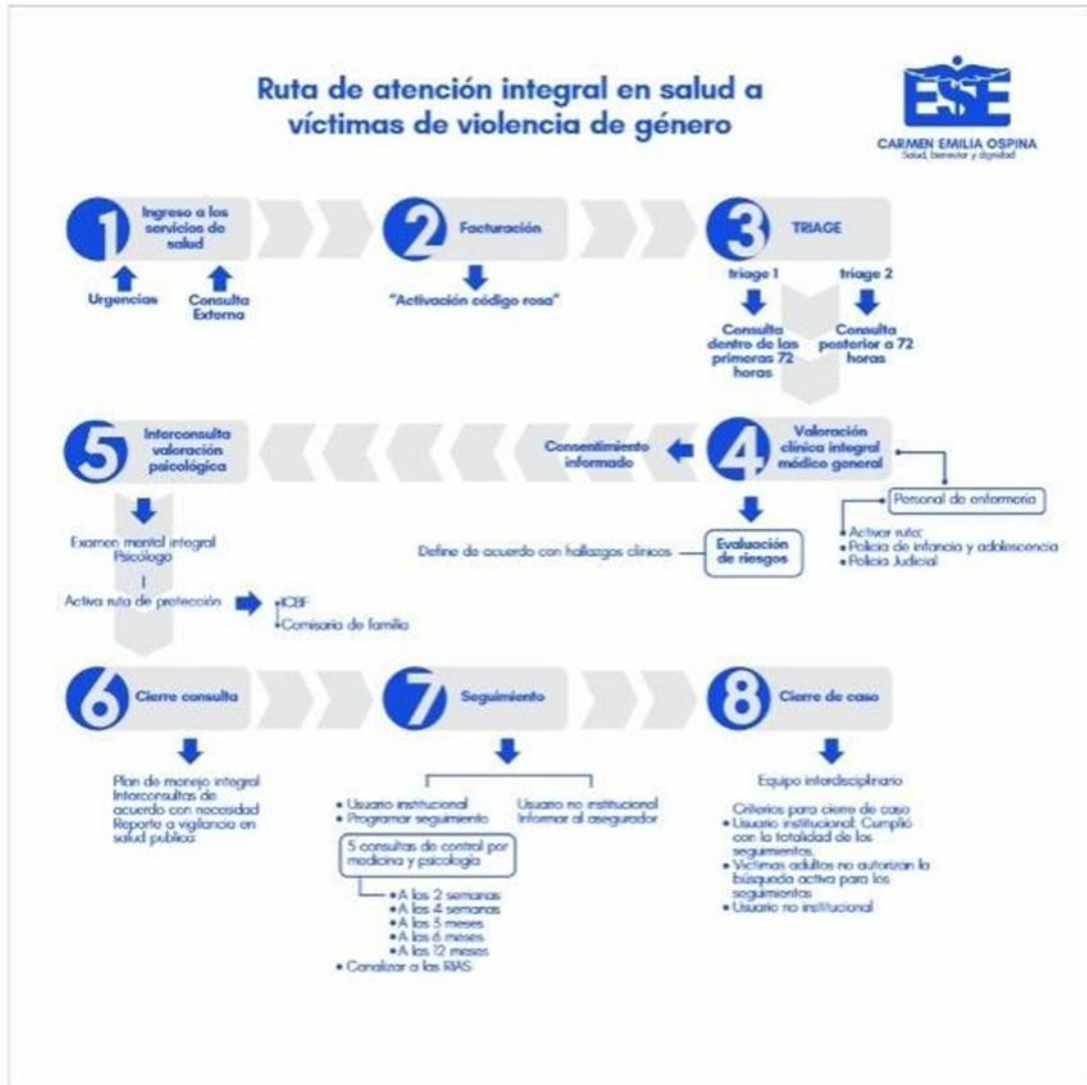 Ruta de atención integral en salud a
víctimas de violencia de género
ESE
CARMEN EMILIA OSPINA
Salud, bienestar y dignidad
1
Ingreso a los
servicios de
salud
Urgencias
Consulta
Externa
2
Facturación
"Activación código rosa"
3
TRIAGE
triage 1
Consulta
dentro de las
primeras 72
horas
triage 2
Consulta
posterior a 72
horas
4
Valoración
clínica integral
médico general
Consentimiento
informado
Personal de enfermería
• Activar ruta:
• Policía de infancia y adolescencia
• Policía Judicial
Evaluación
de riesgos
Define de acuerdo con hallazgos clínicos
5
Interconsulta
valoración
psicológica
Examen mental integral
Psicólogo
Activa ruta de protección
• ICBF
• Comisaria de familia
6
Cierre consulta
Plan de manejo integral
Interconsultas de
acuerdo con necesidad
Reporte a vigilancia en
salud publica
7
Seguimiento
• Usuario institucional
• Programar seguimiento
5 consultas de control por
medicina y psicología
• A las 2 semanas
• A las 4 semanas
• A los 3 meses
• A los 6 meses
• A los 12 meses
• Canalizar a las RIAS
Usuario no institucional
Informar al asegurador
8
Cierre de caso
Equipo interdisciplinario
Criterios para cierre de caso
• Usuario institucional: Cumplió
con la totalidad de los
seguimientos.
• Victimas adultos no autorizan la
búsqueda activa para los
seguimientos
• Usuario no institucional